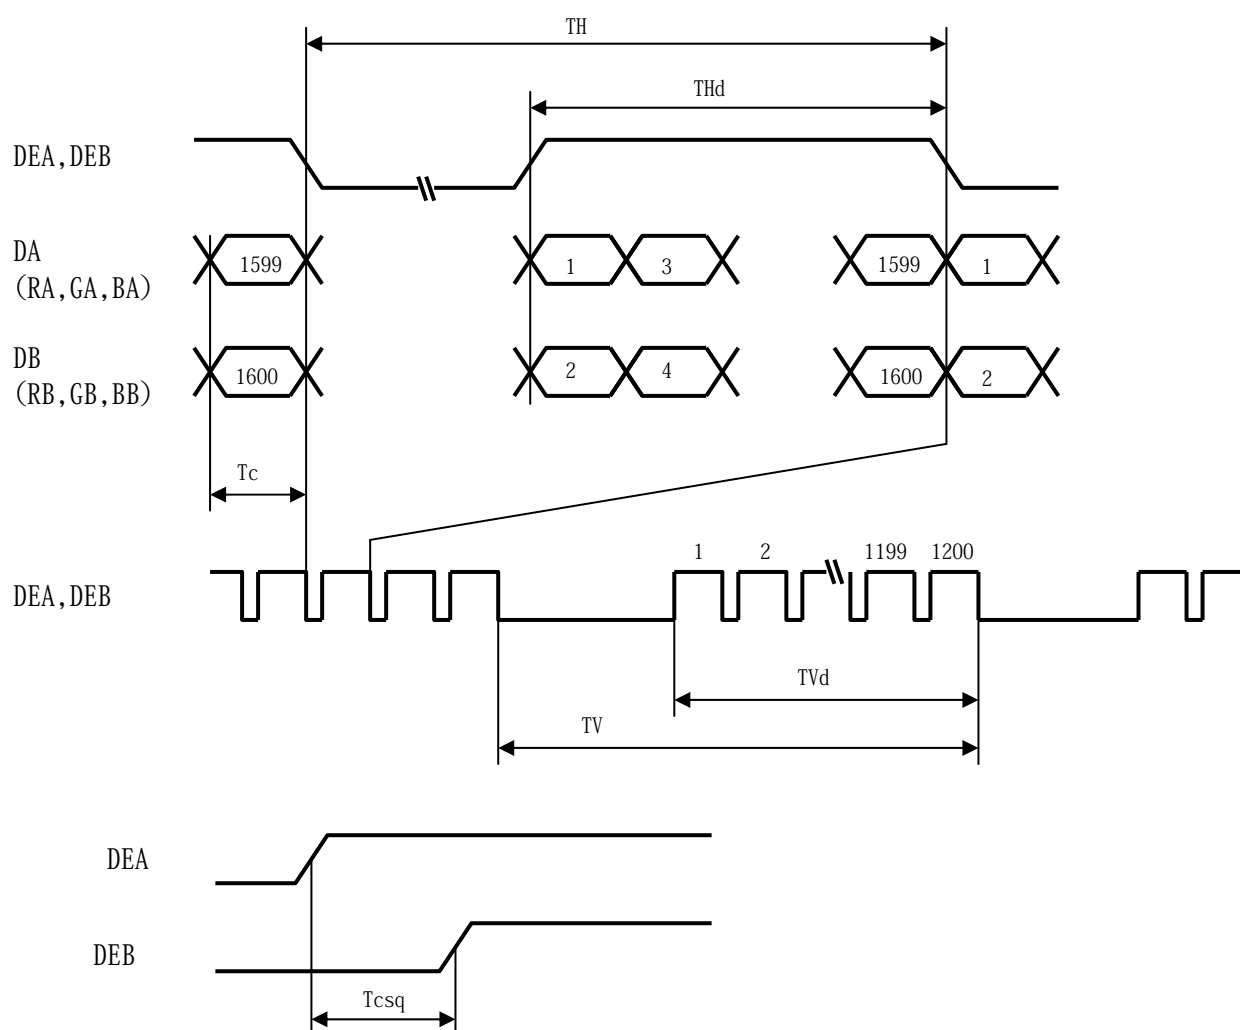 TH
THd
DEA,DEB
DA
(RA,GA,BA)
1599 1 3 1599 1
DB
(RB,GB,BB)
1600 2 4 1600 2
Tc
1 2 1199 1200
DEA,DEB
TVd
TV
DEA
DEB
Tcsq